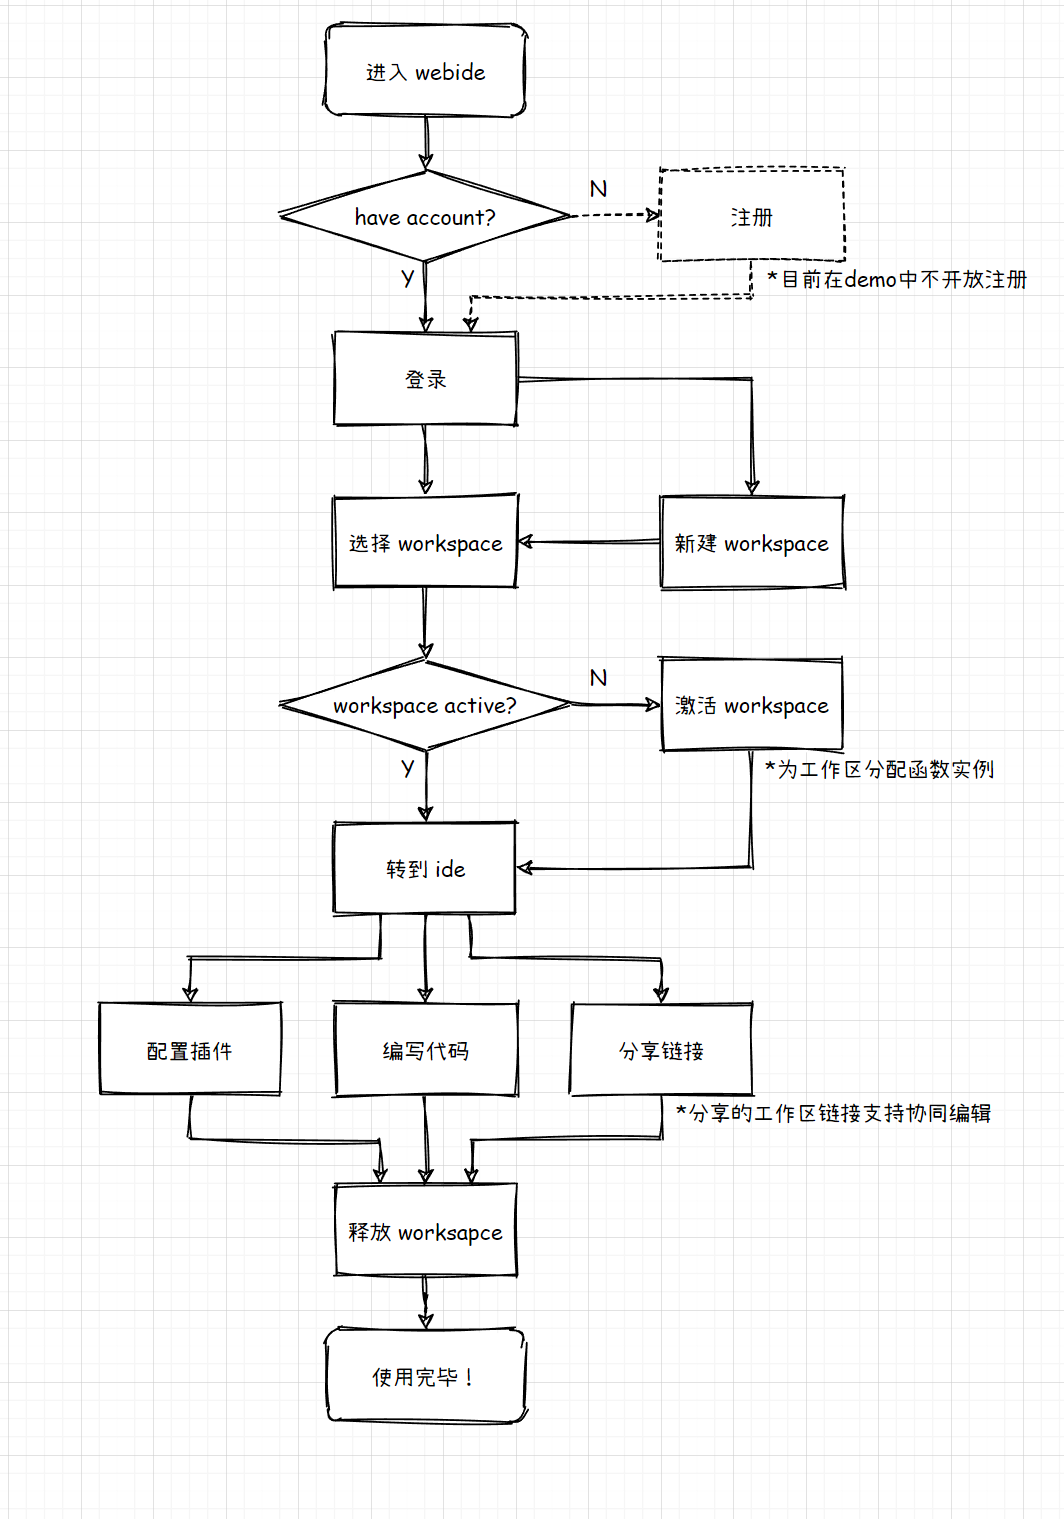 进入 webide
have account?
N
注册
Y
*目前在demo中不开放注册
登录
选择 workspace
新建 workspace
workspace active?
N
激活 workspace
Y
*为工作区分配函数实例
转到 ide
配置插件
编写代码
分享链接
*分享的工作区链接支持协同编辑
释放 worksapce
使用完毕！